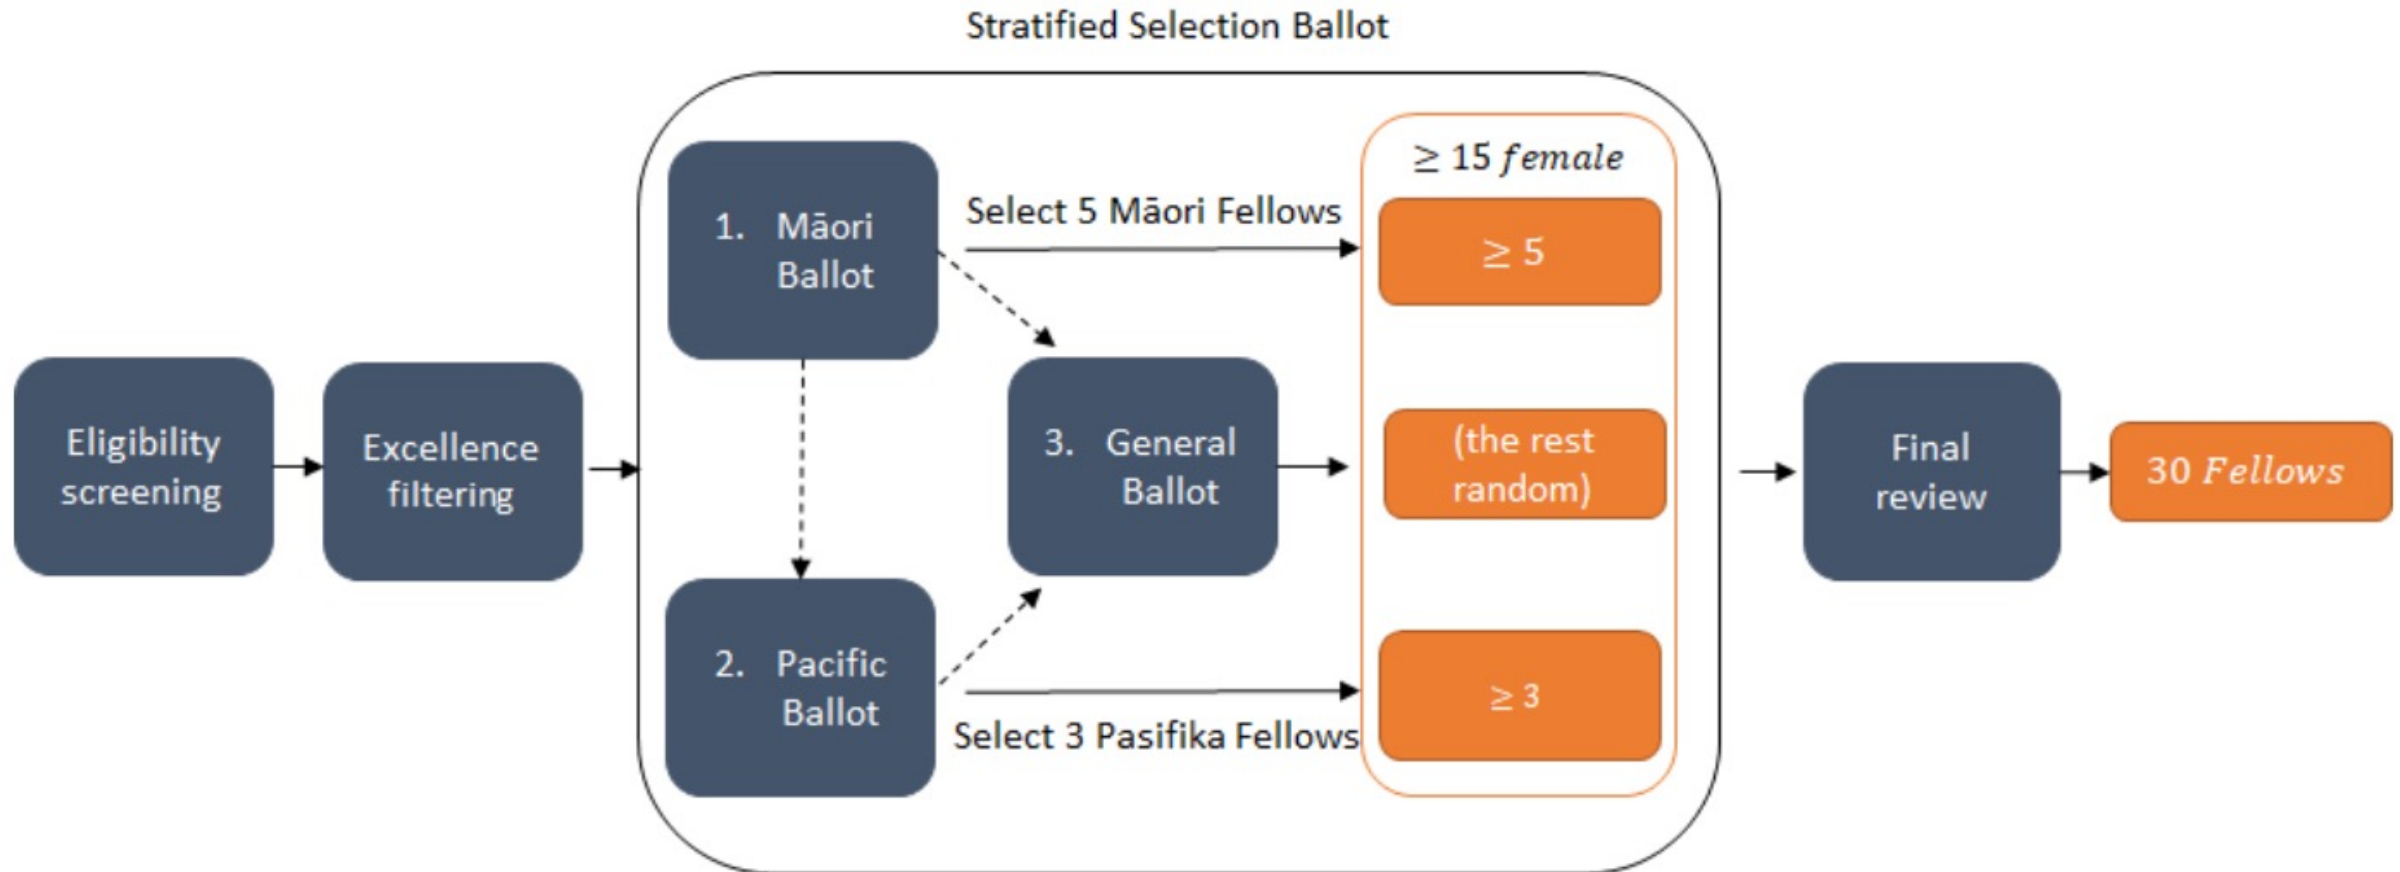 Stratified Selection Ballot
Eligibility
screening
Excellence
filtering
1. Māori
Ballot
Select 5 Māori Fellows
≥ 15 female
≥ 5
3. General
Ballot
(the rest
random)
2. Pacific
Ballot
Select 3 Pasifika Fellows
≥ 3
Final
review
30 Fellows